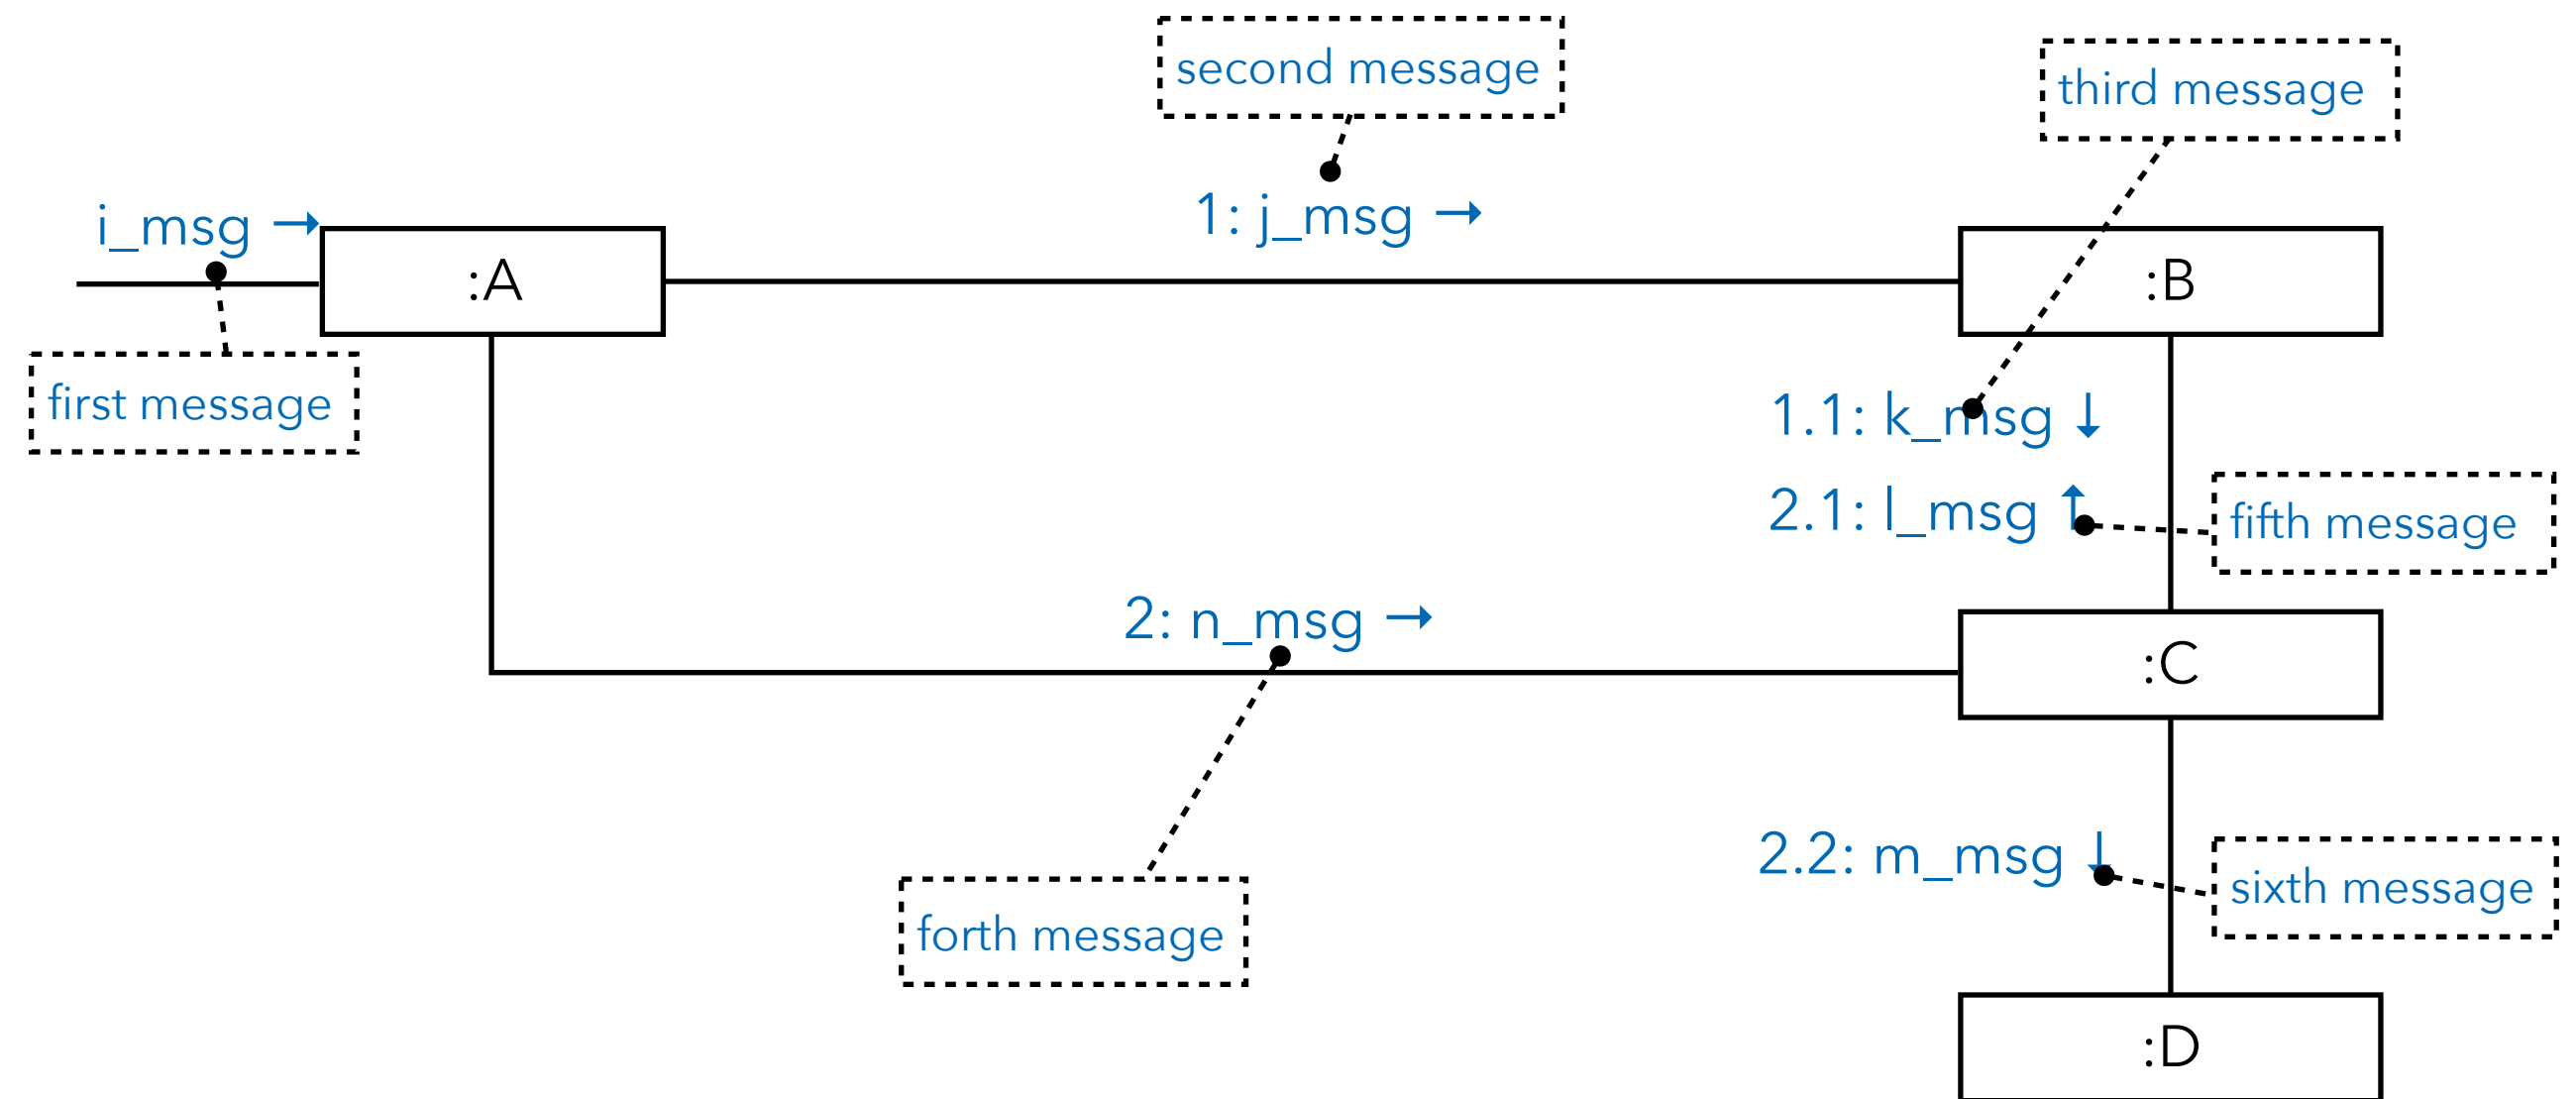 second message
third message
i_msg →
1: j_msg →
:A
:B
first message
1.1: k_msg ↓
2.1: l_msg ↑
fifth message
2: n_msg →
:C
2.2: m_msg ↓
sixth message
forth message
:D